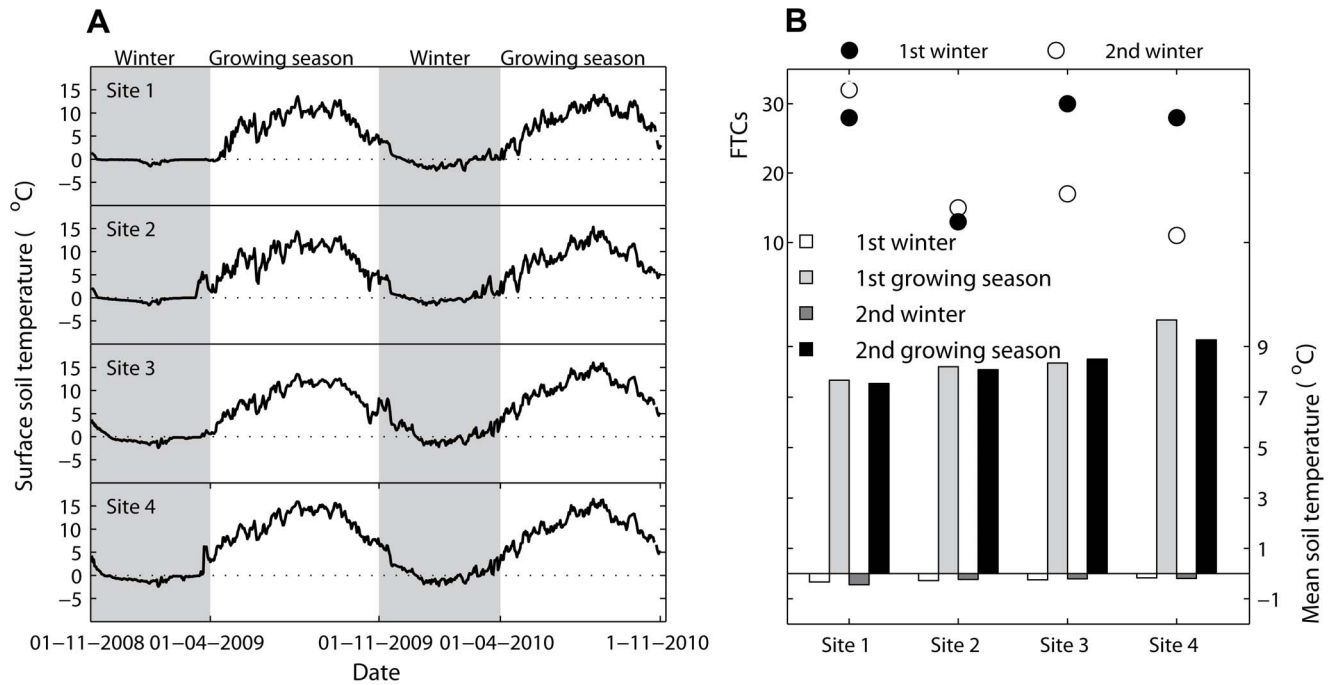 A
Winter Growing season Winter Growing season
Site 1
15
10
5
0
−5
Site 2
15
10
5
0
−5
Site 3
15
10
5
0
−5
Site 4
15
10
5
0
−5
Surface soil temperature ( °C)
01−11−2008 01−04−2009 01−11−2009 01−04−2010 1−11−2010
Date
B
1st winter 2nd winter
FTCs
30
20
10
1st winter
1st growing season
2nd winter
2nd growing season
9
7
5
3
1
−1
Mean soil temperature ( °C)
Site 1 Site 2 Site 3 Site 4